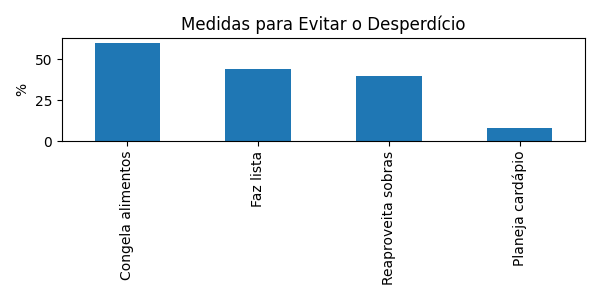 Medidas para Evitar o Desperdício
%
50
25
0
Congela alimentos
Faz lista
Reaproveita sobras
Planeja cardápio